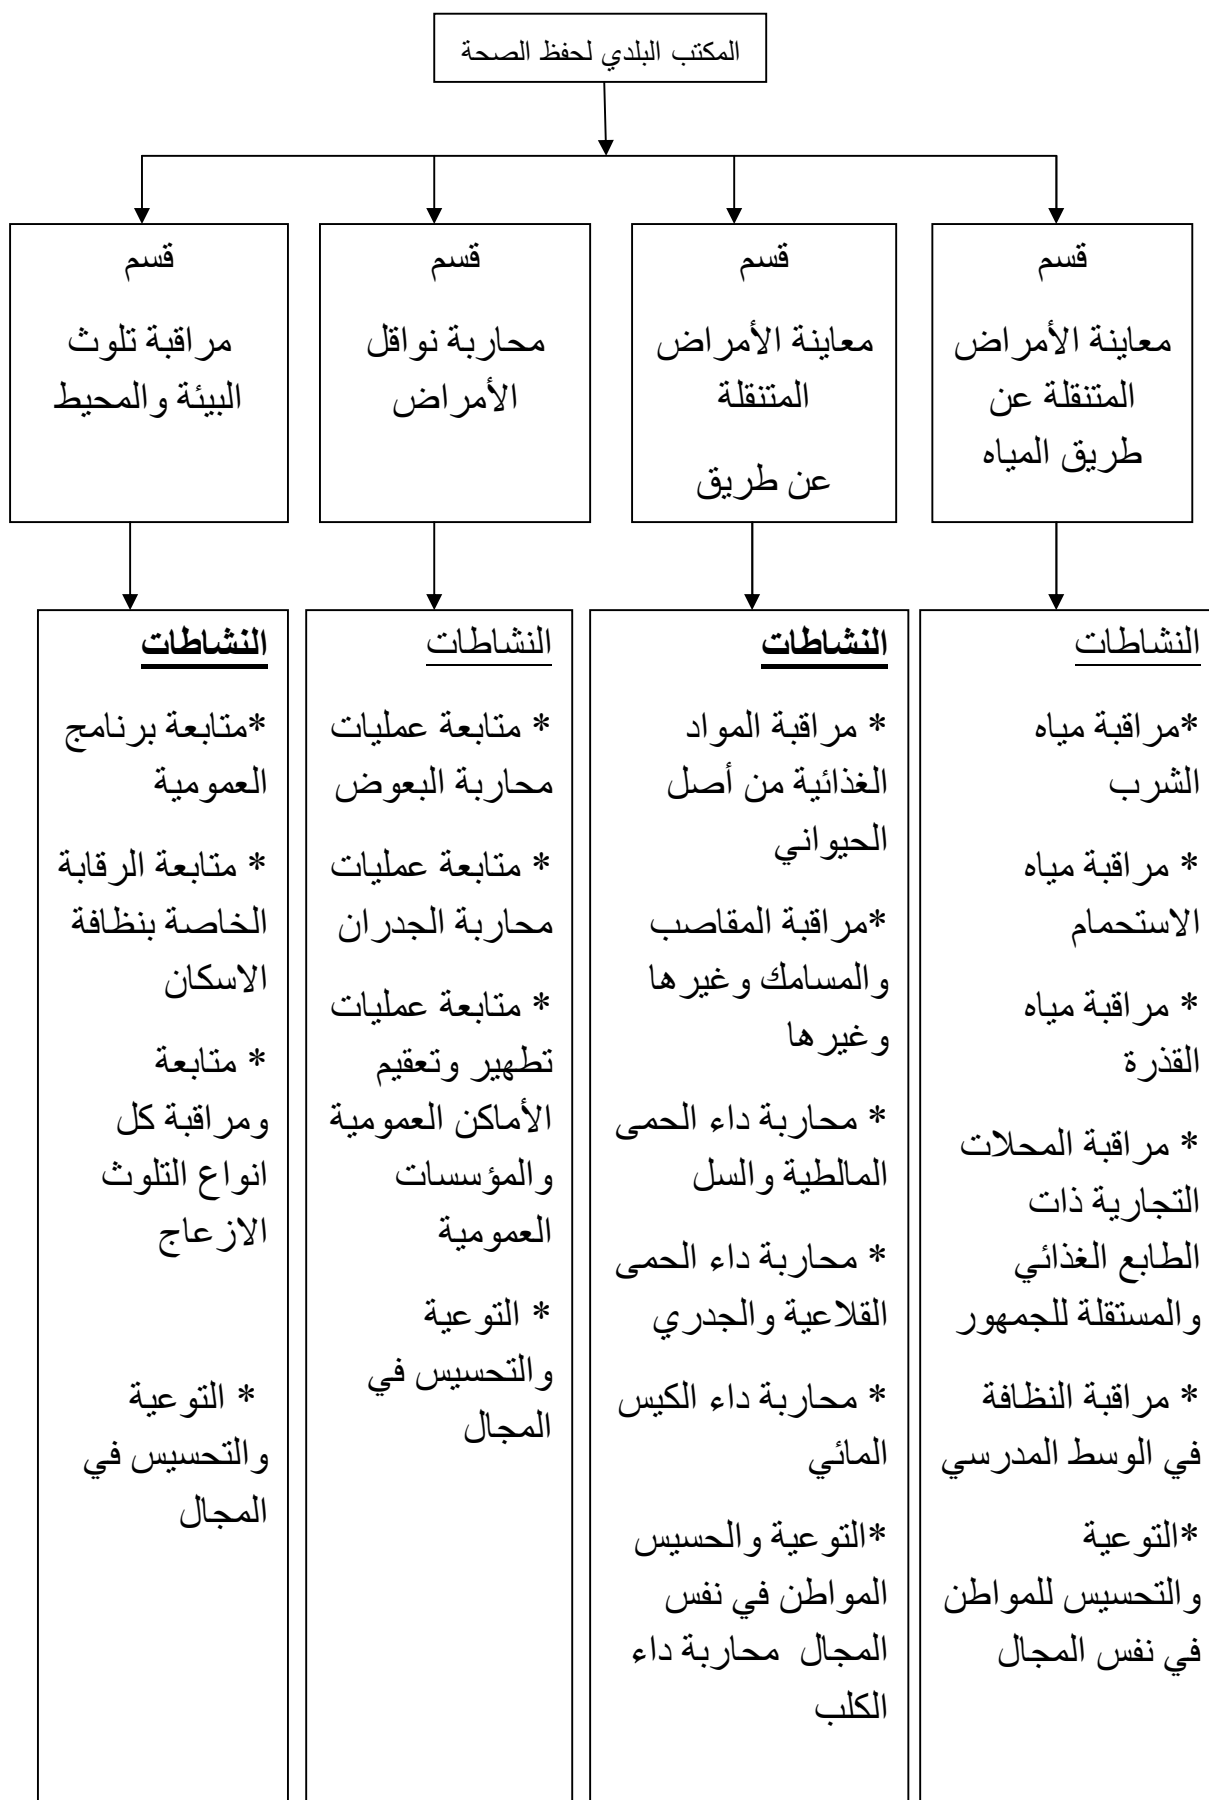 المكتب البلدي لحفظ الصحة
قسم
معاينة الأمراض
المتنقلة عن
طريق المياه
قسم
معاينة الأمراض
المتنقلة
عن طريق
قسم
محاربة نواقل
الأمراض
قسم
مراقبة تلوث
البيئة والمحيط
النشاطات
*مراقبة مياه
الشرب
* مراقبة مياه
الاستحمام
* مراقبة مياه
القذرة
* مراقبة المحلات
التجارية ذات
الطابع الغذائي
والمستقلة للجمهور
* مراقبة النظافة
في الوسط المدرسي
*التوعية
والتحسيس للمواطن
في نفس المجال
النشاطات
* مراقبة المواد
الغذائية من أصل
الحيواني
*مراقبة المقاصب
والمسامك وغيرها
وغيرها
* محاربة داء الحمى
المالطية والسل
* محاربة داء الحمى
القلاعية والجدري
* محاربة داء الكيس
المائي
*التوعية والحسيس
المواطن في نفس
المجال محاربة داء
الكلب
النشاطات
* متابعة عمليات
محاربة البعوض
* متابعة عمليات
محاربة الجدران
* متابعة عمليات
تطهير وتعقيم
الأماكن العمومية
والمؤسسات
العمومية
* التوعية
والتحسيس في
المجال
النشاطات
*متابعة برنامج
العمومية
* متابعة الرقابة
الخاصة بنظافة
الاسكان
* متابعة
ومراقبة كل
انواع التلوث
الازعاج
* التوعية
والتحسيس في
المجال